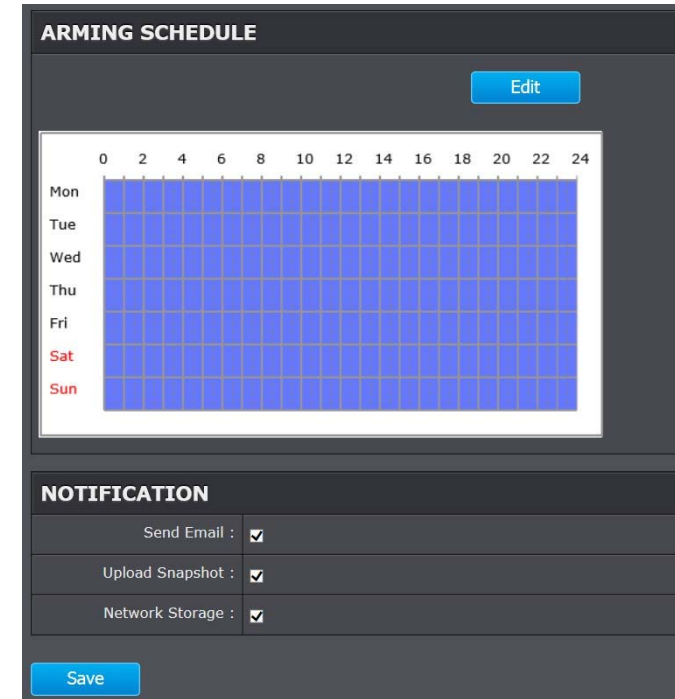 ARMING SCHEDULE
Edit
0 2 4 6 8 10 12 14 16 18 20 22 24
Mon
Tue
Wed
Thu
Fri
Sat
Sun
NOTIFICATION
Send Email :
Upload Snapshot :
Network Storage :
Save